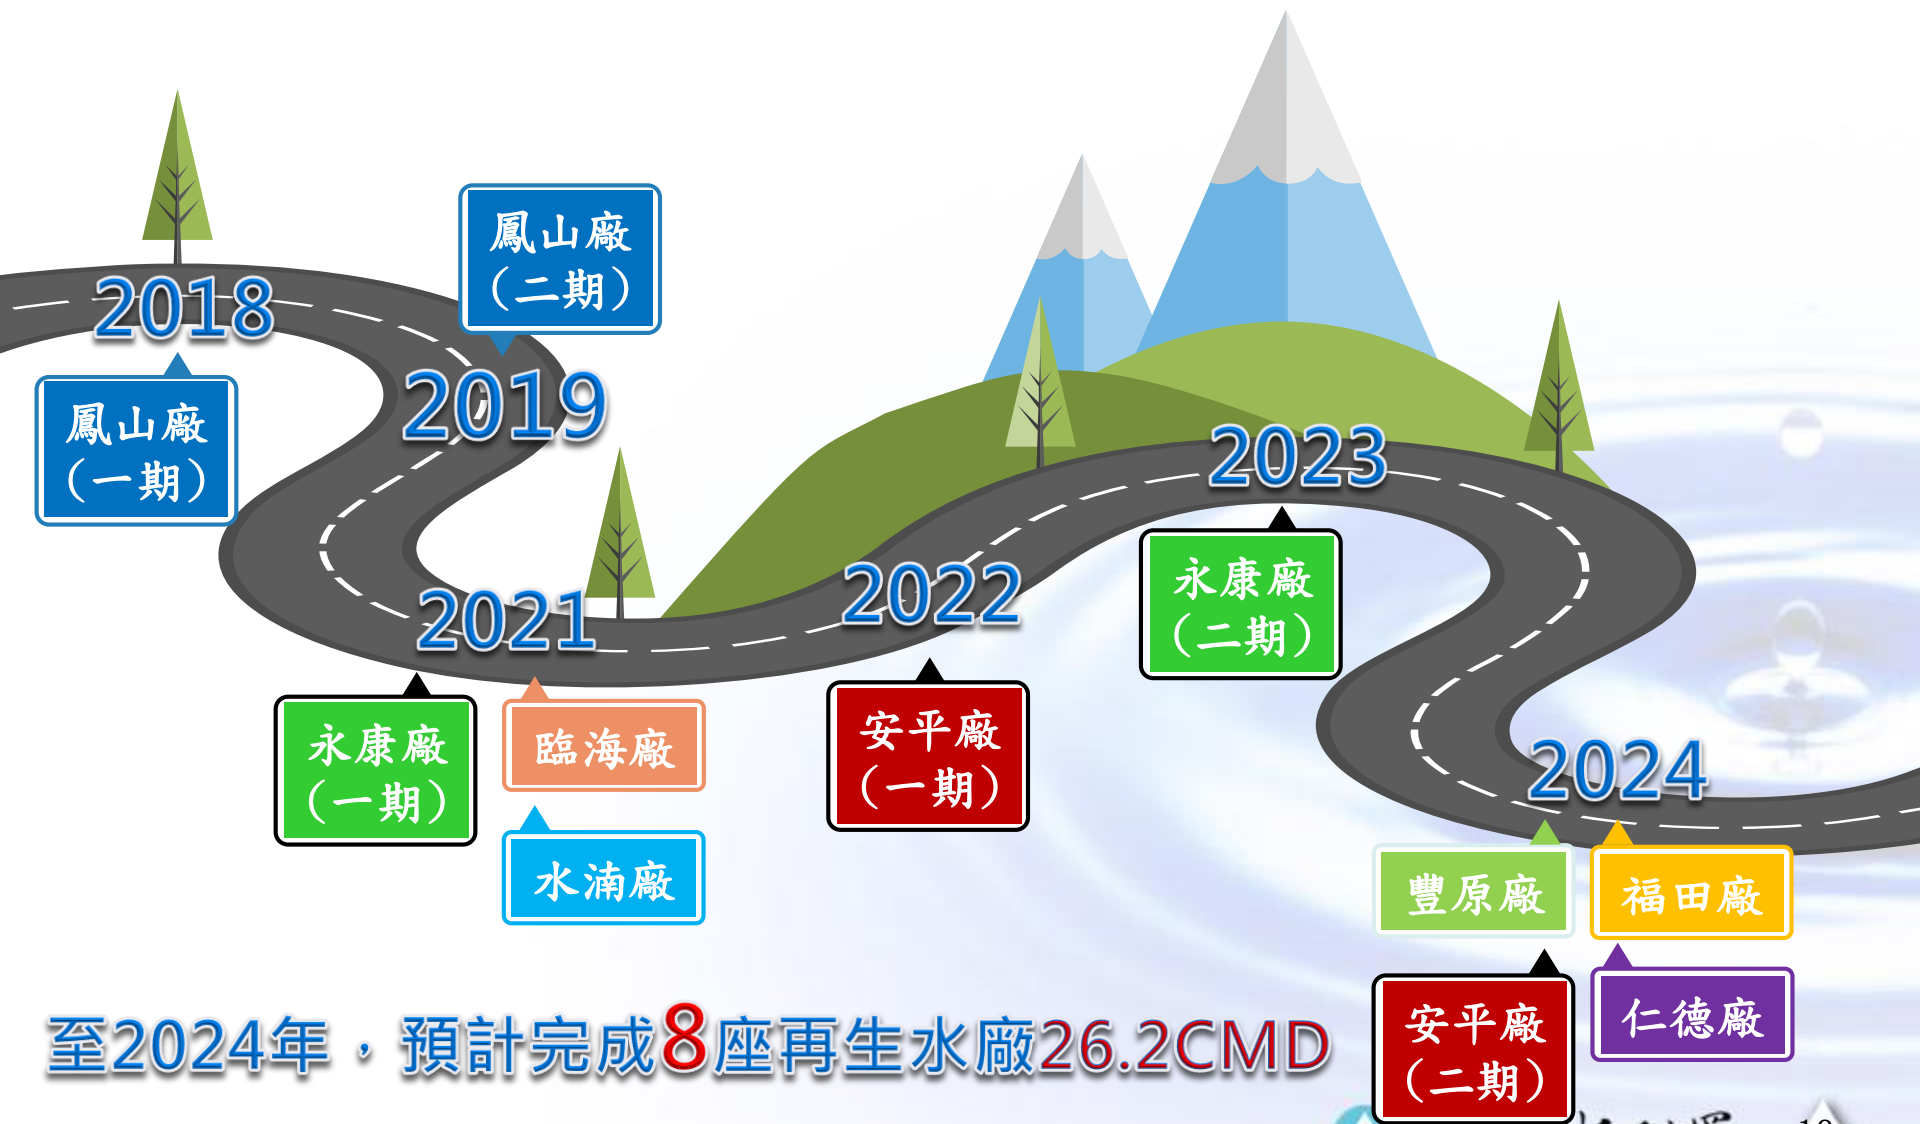 2018
鳳山廠
（一期）
鳳山廠
（二期）
2019
2021
永康廠
（一期）
臨海廠
水湳廠
2022
安平廠
（一期）
2023
永康廠
（二期）
2024
豐原廠
福田廠
安平廠
（二期）
仁德廠
至2024年，預計完成8座再生水廠26.2CMD